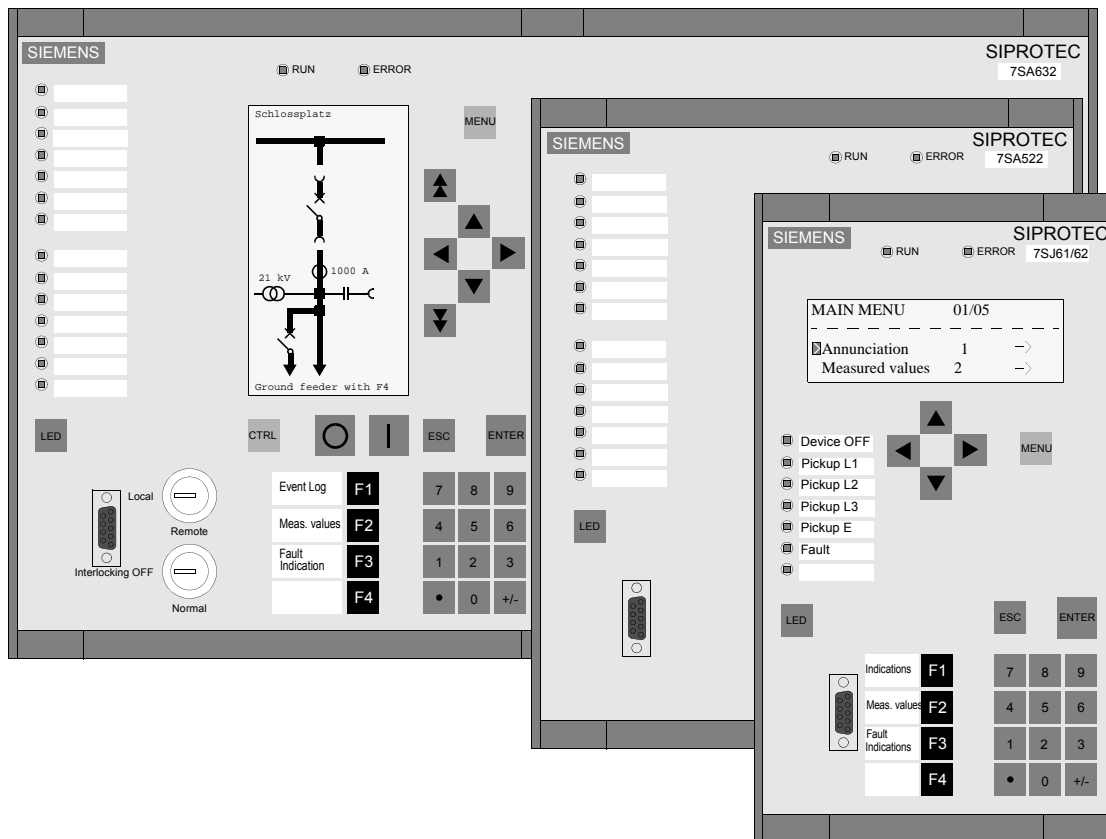 SIEMENS
RUN
ERROR
SIPROTEC
7SA632
Schlossplatz
21 kV
1000 A
Ground feeder with F4
MENU
LED
CTRL
ESC
ENTER
Local
Remote
Interlocking OFF
Normal
Event Log F1
Meas. values F2
Fault
Indication F3
F4
7 8 9
4 5 6
1 2 3
• 0 +/-
SIEMENS
RUN
ERROR
SIPROTEC
7SA522
LED
SIEMENS
RUN
ERROR
SIPROTEC
7SJ61/62
MAIN MENU 01/05
Annunciation 1 —>
Measured values 2 —>
MENU
Device OFF
Pickup L1
Pickup L2
Pickup L3
Pickup E
Fault
LED
ESC
ENTER
Indications F1
Meas. values F2
Fault
Indications F3
F4
7 8 9
4 5 6
1 2 3
• 0 +/-